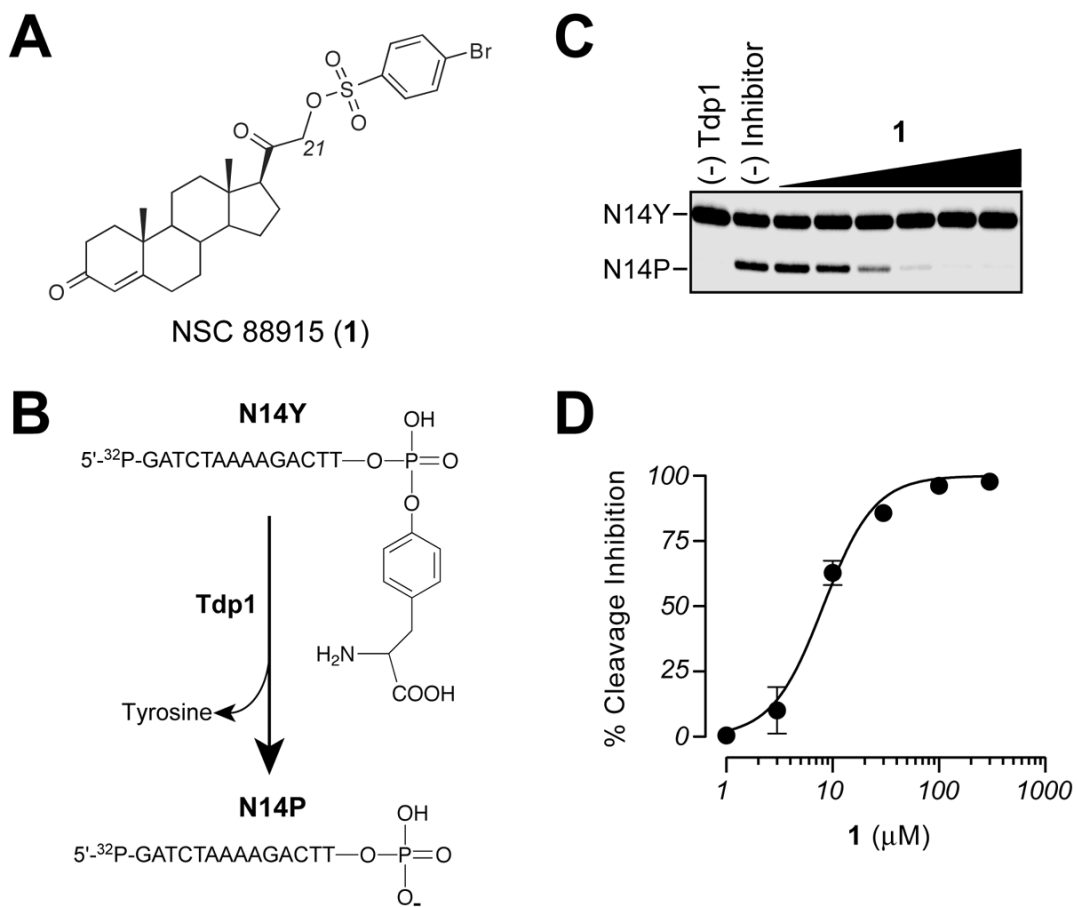 A
O
O
S
O
O
Br
21
O
NSC 88915 (1)
B
N14Y
OH
5'-³²P-GATCTAAAAGACTT—O—P=O
O
Tdp1
H₂N
COOH
Tyrosine
N14P
OH
5'-³²P-GATCTAAAAGACTT—O—P=O
O-
C
(-) Tdp1
(-) Inhibitor
1
N14Y
N14P
D
% Cleavage Inhibition
100
75
50
25
0
1
10
100
1000
1 (μM)